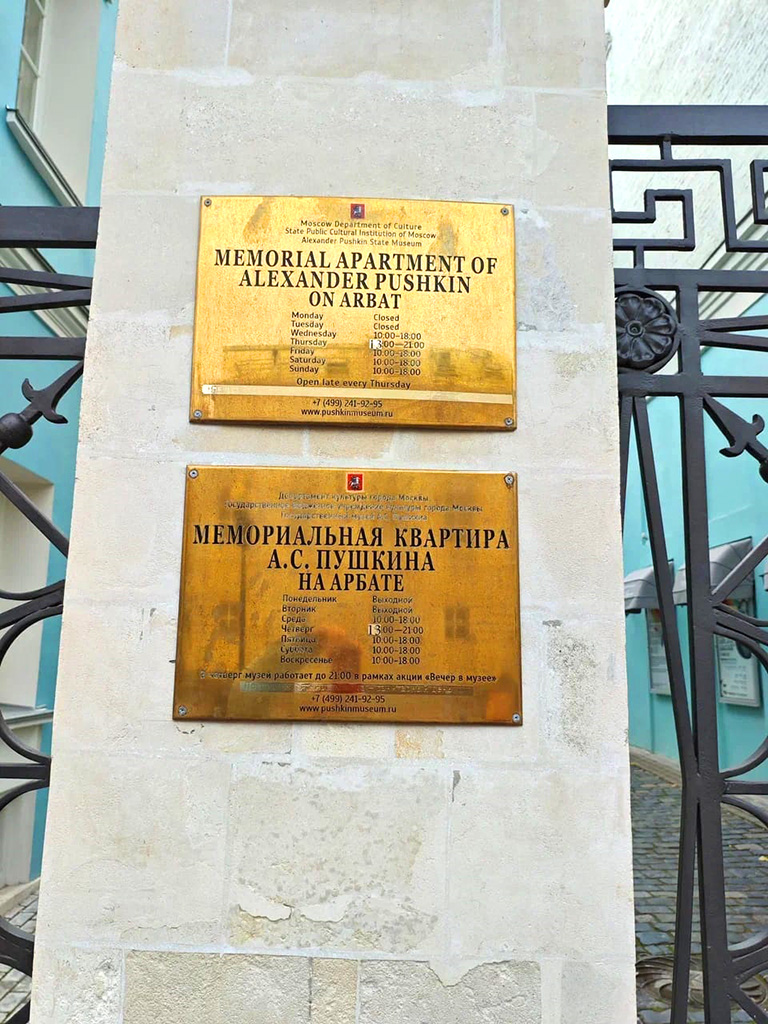 Moscow Department of Culture
State Public Cultural Institution of Moscow
Alexander Pushkin State Museum
MEMORIAL APARTMENT OF
ALEXANDER PUSHKIN
ON ARBAT
Monday Closed
Tuesday Closed
Wednesday 10:00–18:00
Thursday 13:00—21:00
Friday 10:00–18:00
Saturday 10:00–18:00
Sunday 10:00–18:00
Open late every Thursday
+7 (499) 241-92-95
www.pushkinmuseum.ru
Департамент культуры города Москвы
Государственное бюджетное учреждение культуры города Москвы
МЕМОРИАЛЬНАЯ КВАРТИРА
А.С. ПУШКИНА
НА АРБАТЕ
Понедельник Выходной
Вторник Выходной
Среда 10:00–18:00
Четверг 13:00—21:00
Пятница 10:00–18:00
Суббота 10:00–18:00
Воскресенье 10:00–18:00
В четверг музей работает до 21:00 в рамках акции «Вечер в музее»
+7 (499) 241-92-95
www.pushkinmuseum.ru